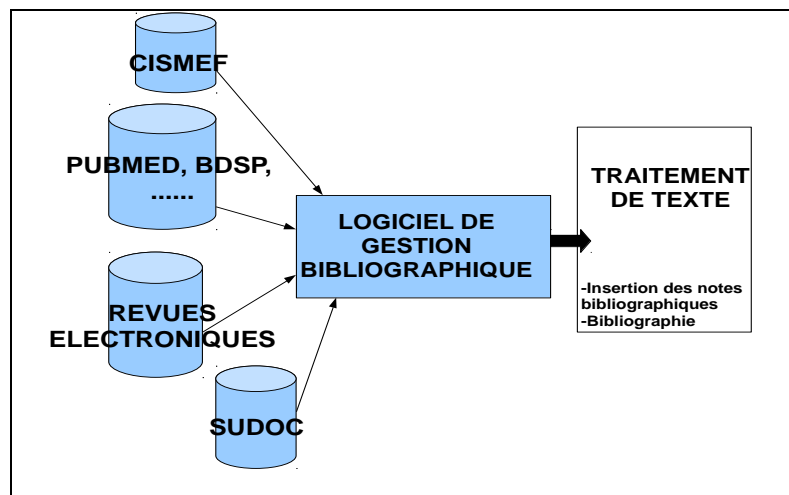 CISMEF
PUBMED, BDSP,
......
REVUES
ELECTRONIQUES
SUDOC
LOGICIEL DE
GESTION
BIBLIOGRAPHIQUE
TRAITEMENT
DE TEXTE
-Insertion des notes
bibliographiques
-Bibliographie